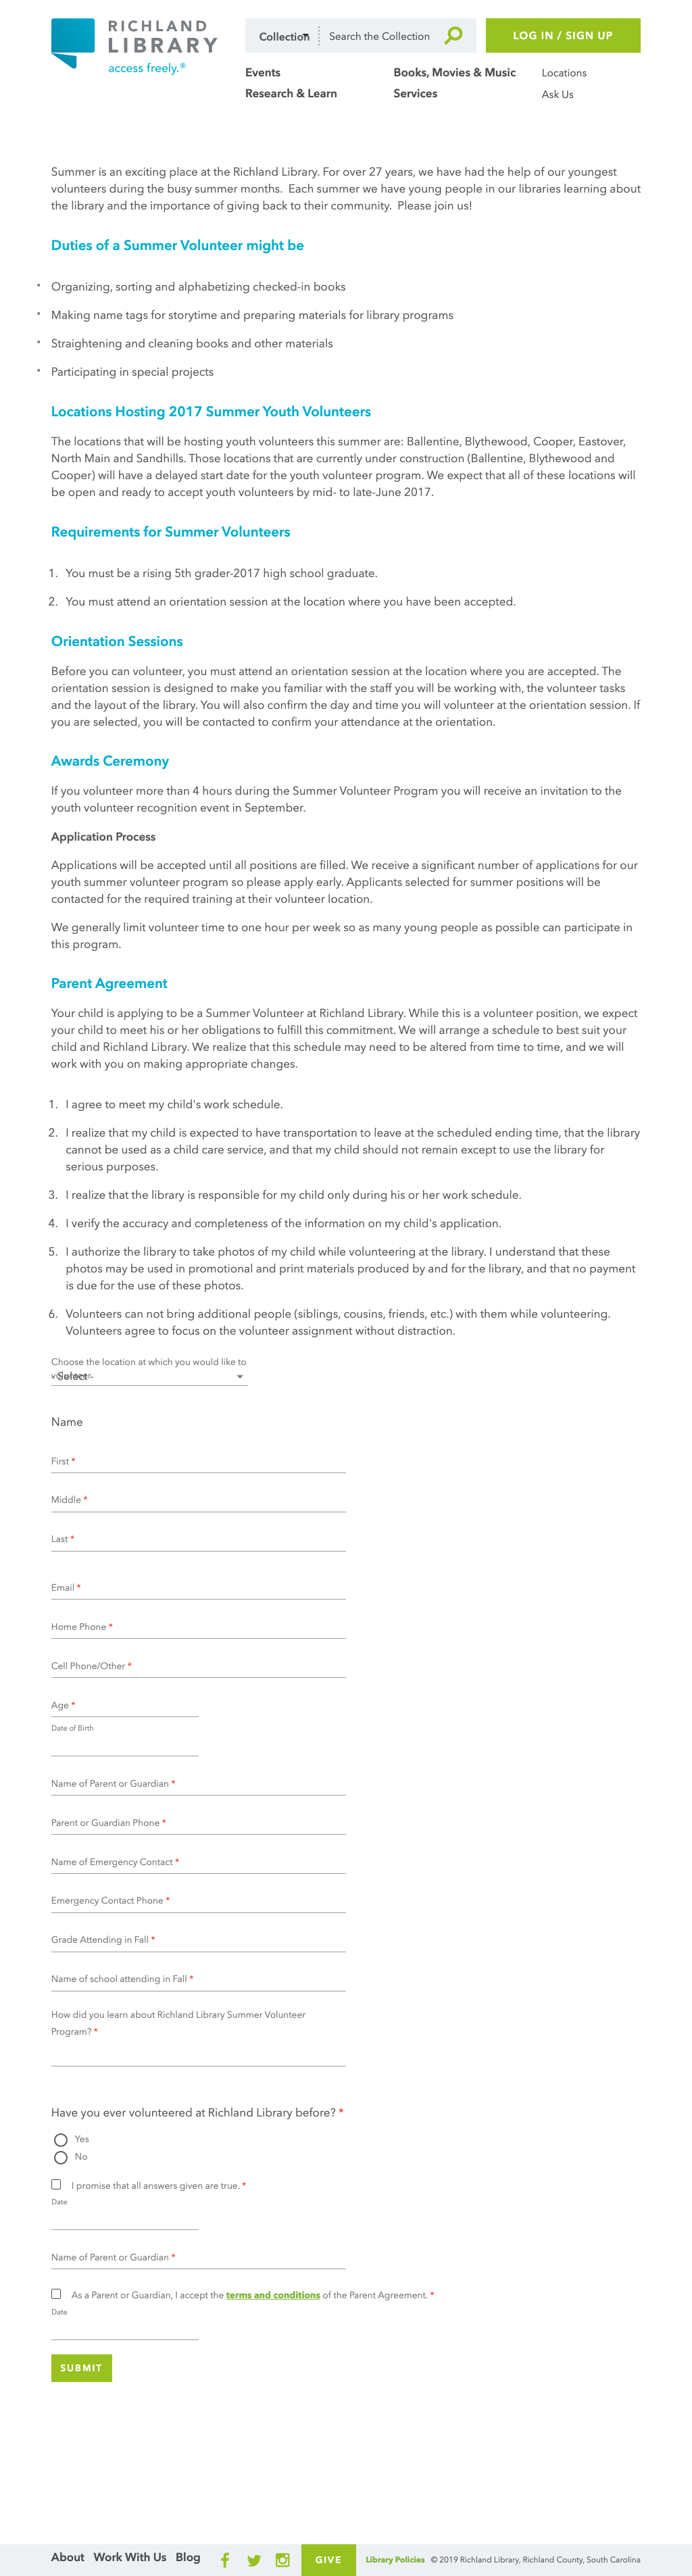 RICHLAND
LIBRARY
access freely.®
Collection
Search the Collection
LOG IN / SIGN UP
Events
Books, Movies & Music
Locations
Research & Learn
Services
Ask Us
Summer is an exciting place at the Richland Library. For over 27 years, we have had the help of our youngest
volunteers during the busy summer months.  Each summer we have young people in our libraries learning about
the library and the importance of giving back to their community.  Please join us!
Duties of a Summer Volunteer might be
• Organizing, sorting and alphabetizing checked-in books
• Making name tags for storytime and preparing materials for library programs
• Straightening and cleaning books and other materials
• Participating in special projects
Locations Hosting 2017 Summer Youth Volunteers
The locations that will be hosting youth volunteers this summer are: Ballentine, Blythewood, Cooper, Eastover,
North Main and Sandhills. Those locations that are currently under construction (Ballentine, Blythewood and
Cooper) will have a delayed start date for the youth volunteer program. We expect that all of these locations will
be open and ready to accept youth volunteers by mid- to late-June 2017.
Requirements for Summer Volunteers
1. You must be a rising 5th grader-2017 high school graduate.
2. You must attend an orientation session at the location where you have been accepted.
Orientation Sessions
Before you can volunteer, you must attend an orientation session at the location where you are accepted. The
orientation session is designed to make you familiar with the staff you will be working with, the volunteer tasks
and the layout of the library. You will also confirm the day and time you will volunteer at the orientation session. If
you are selected, you will be contacted to confirm your attendance at the orientation.
Awards Ceremony
If you volunteer more than 4 hours during the Summer Volunteer Program you will receive an invitation to the
youth volunteer recognition event in September.
Application Process
Applications will be accepted until all positions are filled. We receive a significant number of applications for our
youth summer volunteer program so please apply early. Applicants selected for summer positions will be
contacted for the required training at their volunteer location.
We generally limit volunteer time to one hour per week so as many young people as possible can participate in
this program.
Parent Agreement
Your child is applying to be a Summer Volunteer at Richland Library. While this is a volunteer position, we expect
your child to meet his or her obligations to fulfill this commitment. We will arrange a schedule to best suit your
child and Richland Library. We realize that this schedule may need to be altered from time to time, and we will
work with you on making appropriate changes.
1. I agree to meet my child's work schedule.
2. I realize that my child is expected to have transportation to leave at the scheduled ending time, that the library
cannot be used as a child care service, and that my child should not remain except to use the library for
serious purposes.
3. I realize that the library is responsible for my child only during his or her work schedule.
4. I verify the accuracy and completeness of the information on my child's application.
5. I authorize the library to take photos of my child while volunteering at the library. I understand that these
photos may be used in promotional and print materials produced by and for the library, and that no payment
is due for the use of these photos.
6. Volunteers can not bring additional people (siblings, cousins, friends, etc.) with them while volunteering.
Volunteers agree to focus on the volunteer assignment without distraction.
Choose the location at which you would like to
volunteer
- Select -
Name
First *
Middle *
Last *
Email *
Home Phone *
Cell Phone/Other *
Age *
Date of Birth
Name of Parent or Guardian *
Parent or Guardian Phone *
Name of Emergency Contact *
Emergency Contact Phone *
Grade Attending in Fall *
Name of school attending in Fall *
How did you learn about Richland Library Summer Volunteer
Program? *
Have you ever volunteered at Richland Library before? *
Yes
No
I promise that all answers given are true. *
Date
Name of Parent or Guardian *
As a Parent or Guardian, I accept the terms and conditions of the Parent Agreement. *
Date
SUBMIT
About Work With Us Blog GIVE Library Policies © 2019 Richland Library, Richland County, South Carolina